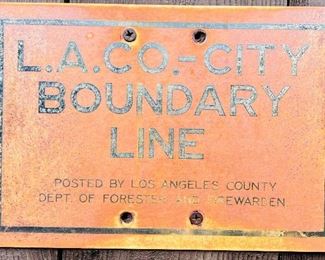 L.A.CO.-CITY
BOUNDARY
LINE
POSTED BY LOS ANGELES COUNTY
DEPT. OF FORESTER AND FIREWARDEN